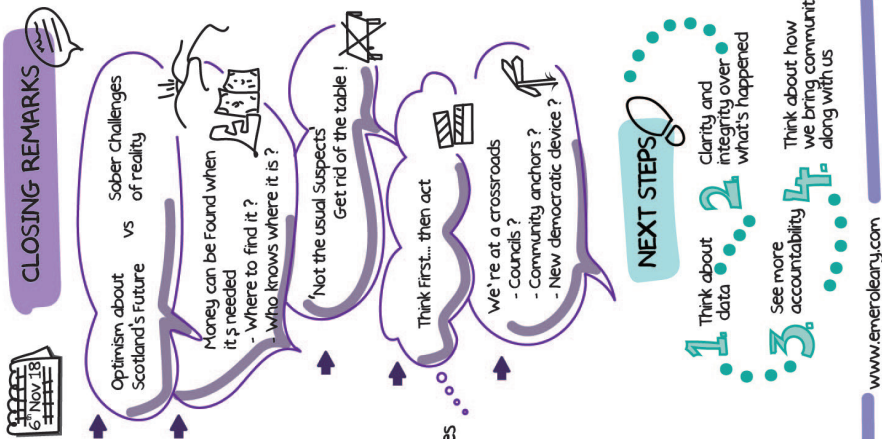 6th Nov 18
CLOSING REMARKS
Optimism about
Scotland's Future
vs
Sober Challenges
of reality
Money can be Found when
it,s needed
- Where to find it ?
- Who knows where it is ?
'Not the usual Suspects'
Get rid of the table !
Think First... then act
We're at a crossroads
- Councils ?
- Community anchors ?
- New democratic device ?
NEXT STEPS
1. Think about
data
2. Clarity and
integrity over
what's happened
3. See more
accountability
4. Think about how
we bring communit
along with us
www.emeroleary.com